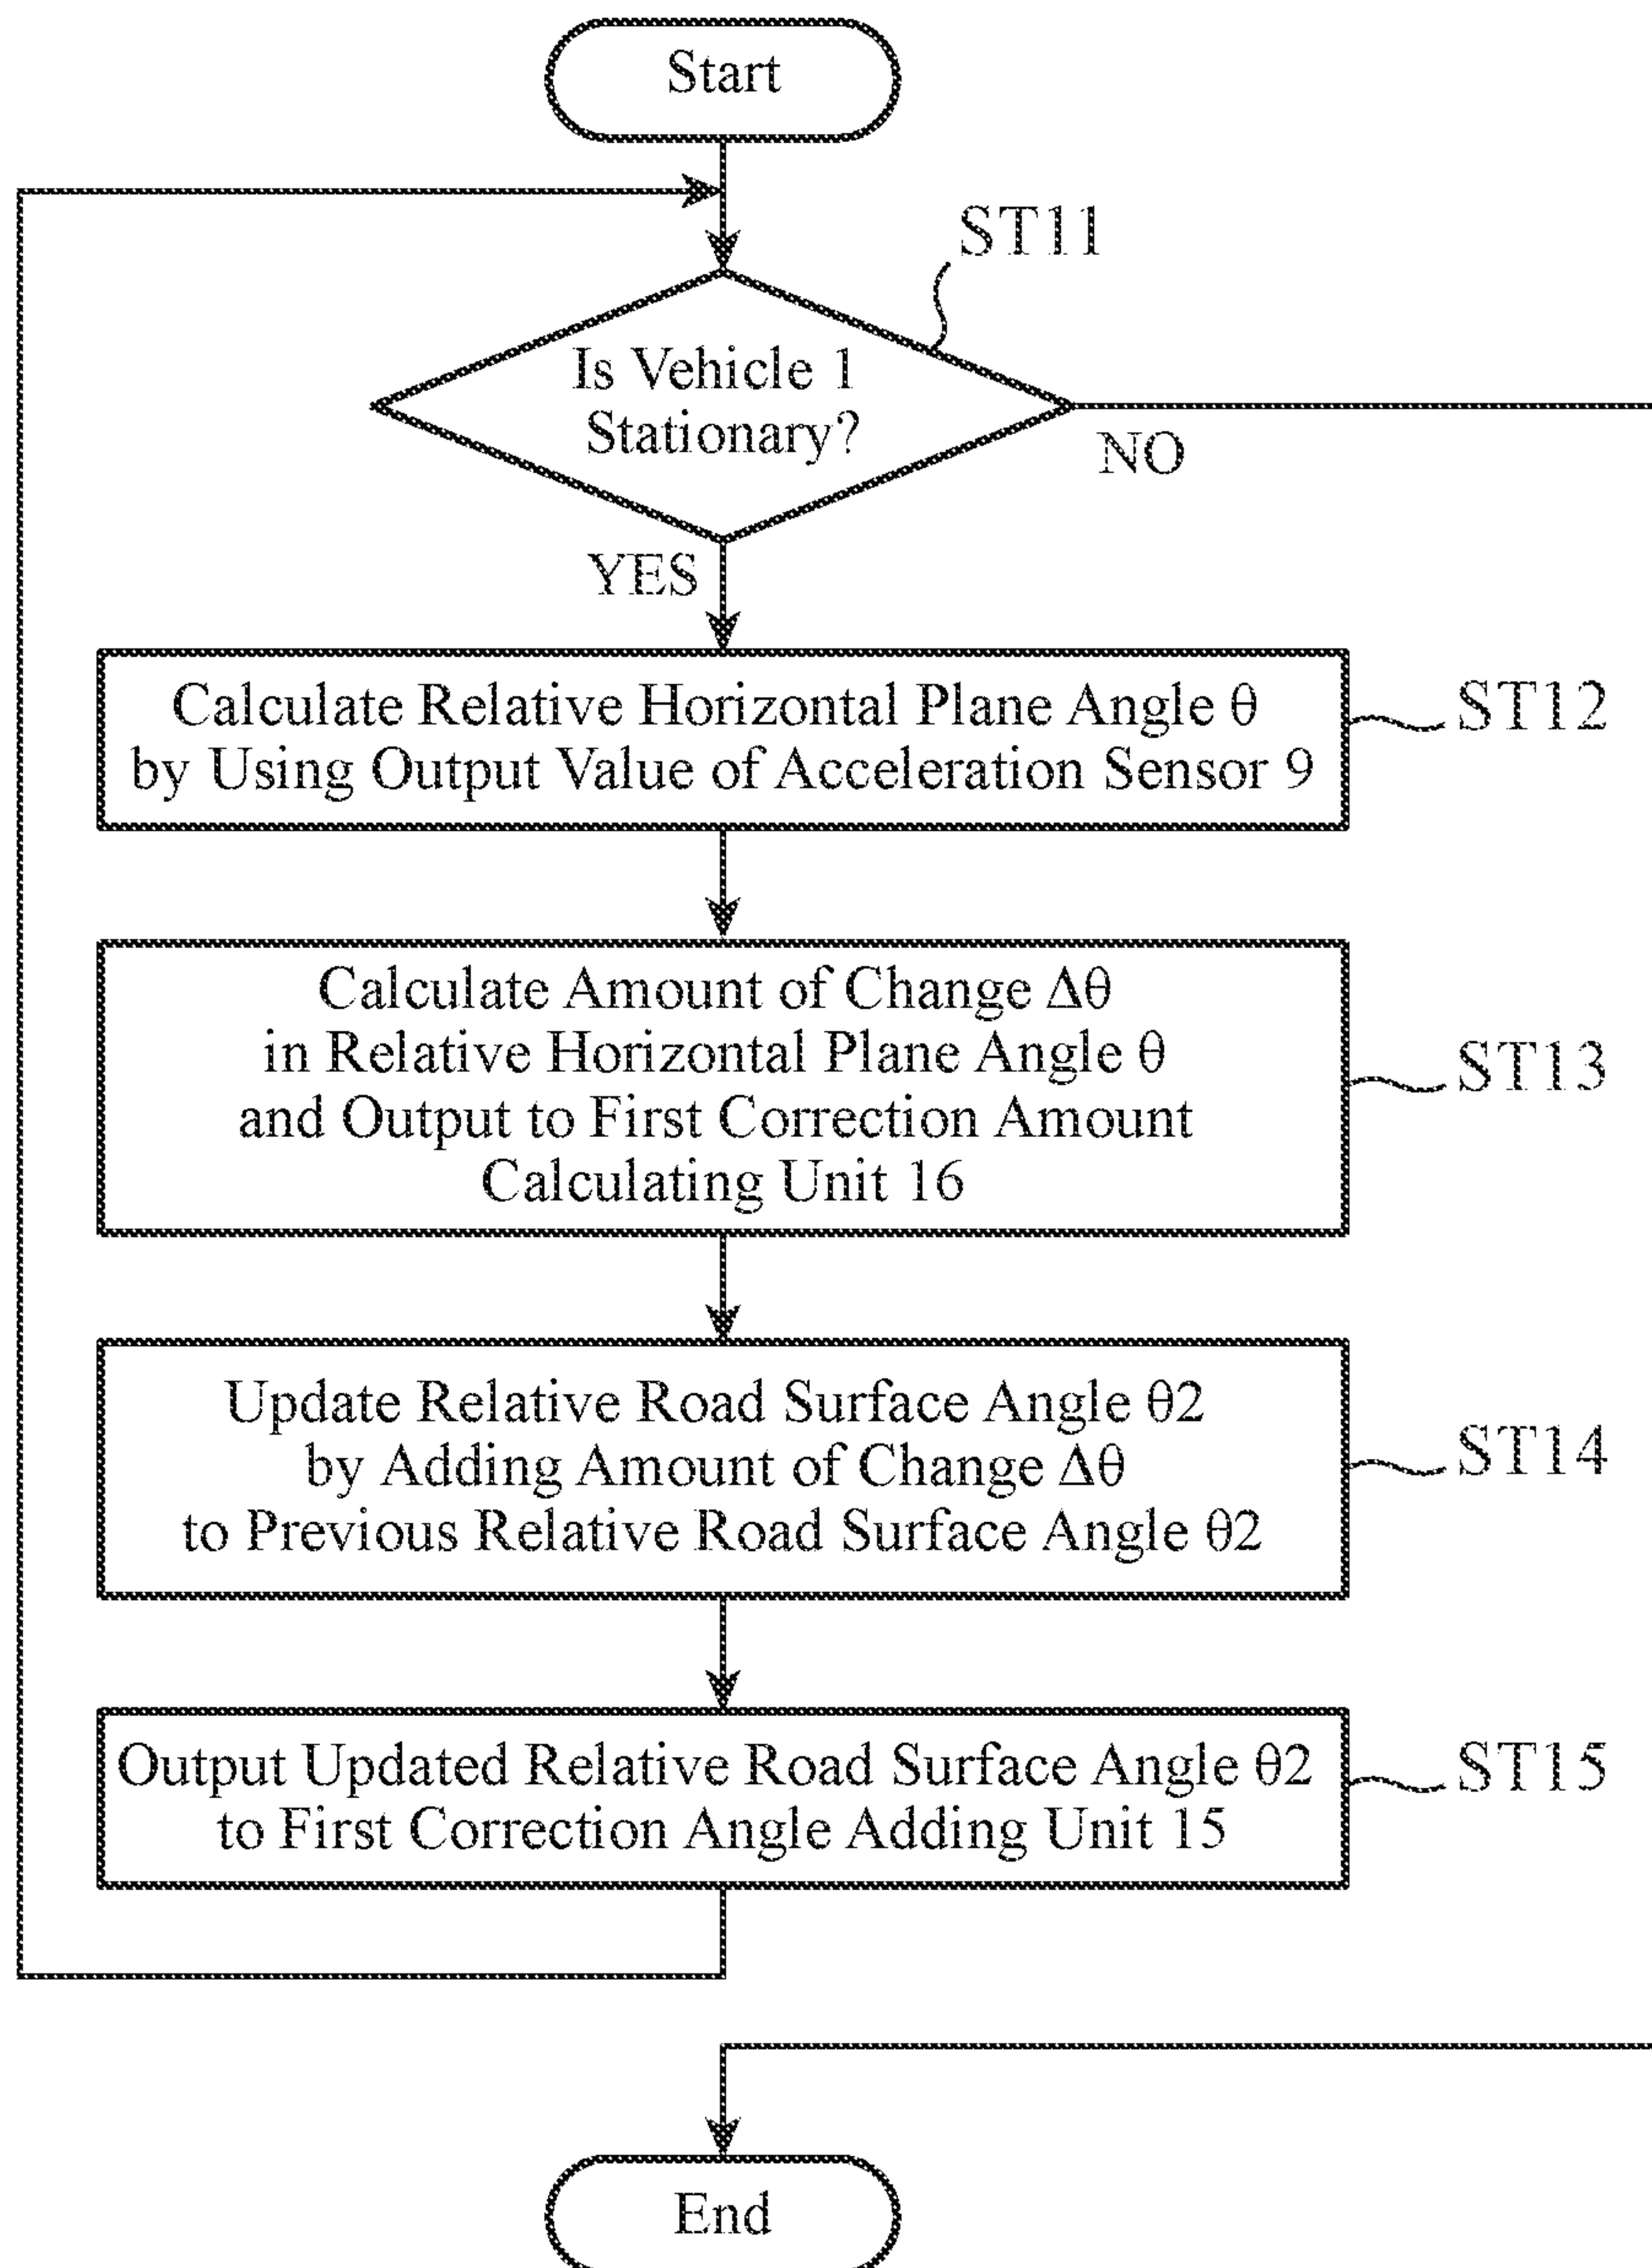 Start
ST11
Is Vehicle 1
Stationary?
NO
YES
Calculate Relative Horizontal Plane Angle θ
by Using Output Value of Acceleration Sensor 9
ST12
Calculate Amount of Change Δθ
in Relative Horizontal Plane Angle θ
and Output to First Correction Amount
Calculating Unit 16
ST13
Update Relative Road Surface Angle θ2
by Adding Amount of Change Δθ
to Previous Relative Road Surface Angle θ2
ST14
Output Updated Relative Road Surface Angle θ2
to First Correction Angle Adding Unit 15
ST15
End